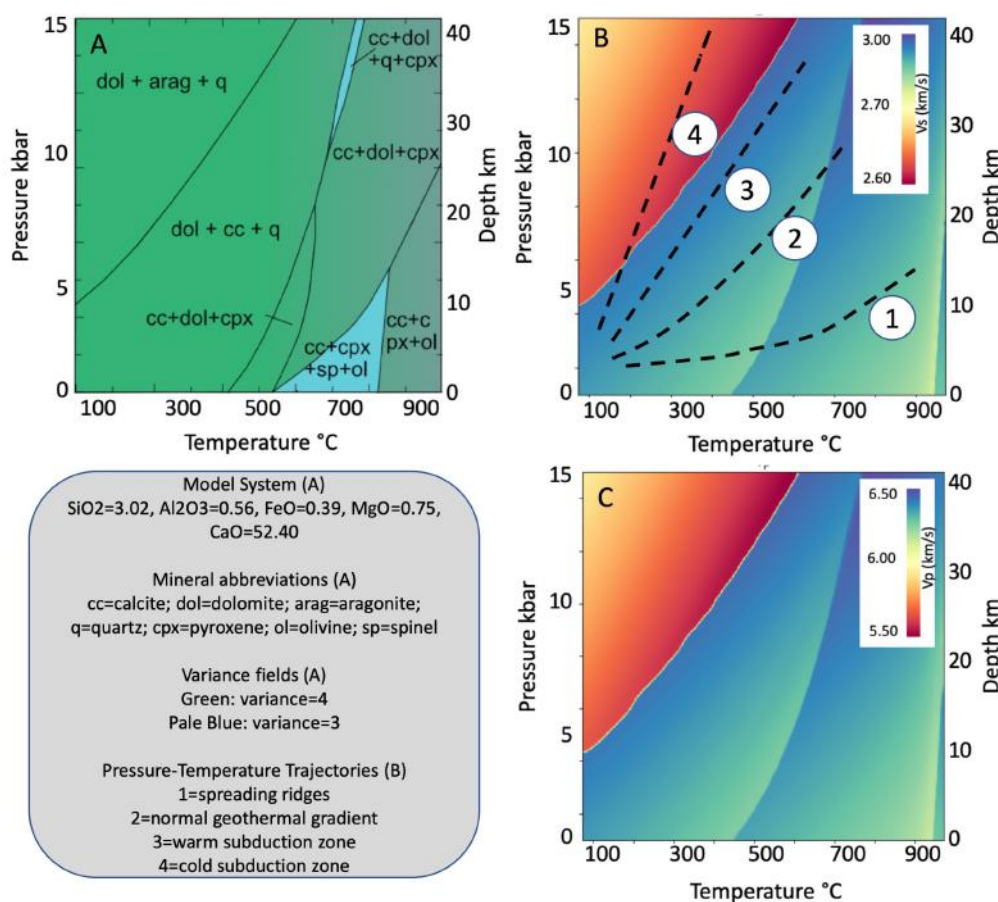 A
15
10
5
0
Pressure kbar
40
30
20
10
0
Depth km
dol + arag + q
cc+dol
+q+cpx
cc+dol+cpx
dol + cc + q
cc+dol+cpx
cc+cpx
+sp+ol
cc+c
px+ol
100 300 500 700 900
Temperature °C
B
15
10
5
0
Pressure kbar
40
30
20
10
0
Depth km
3.00
2.70
2.60
Vs (km/s)
4
3
2
1
100 300 500 700 900
Temperature °C
Model System (A)
SiO2=3.02, Al2O3=0.56, FeO=0.39, MgO=0.75,
CaO=52.40
Mineral abbreviations (A)
cc=calcite; dol=dolomite; arag=aragonite;
q=quartz; cpx=pyroxene; ol=olivine; sp=spinel
Variance fields (A)
Green: variance=4
Pale Blue: variance=3
Pressure-Temperature Trajectories (B)
1=spreading ridges
2=normal geothermal gradient
3=warm subduction zone
4=cold subduction zone
C
15
10
5
0
Pressure kbar
40
30
20
10
0
Depth km
6.50
6.00
5.50
Vp (km/s)
100 300 500 700 900
Temperature °C